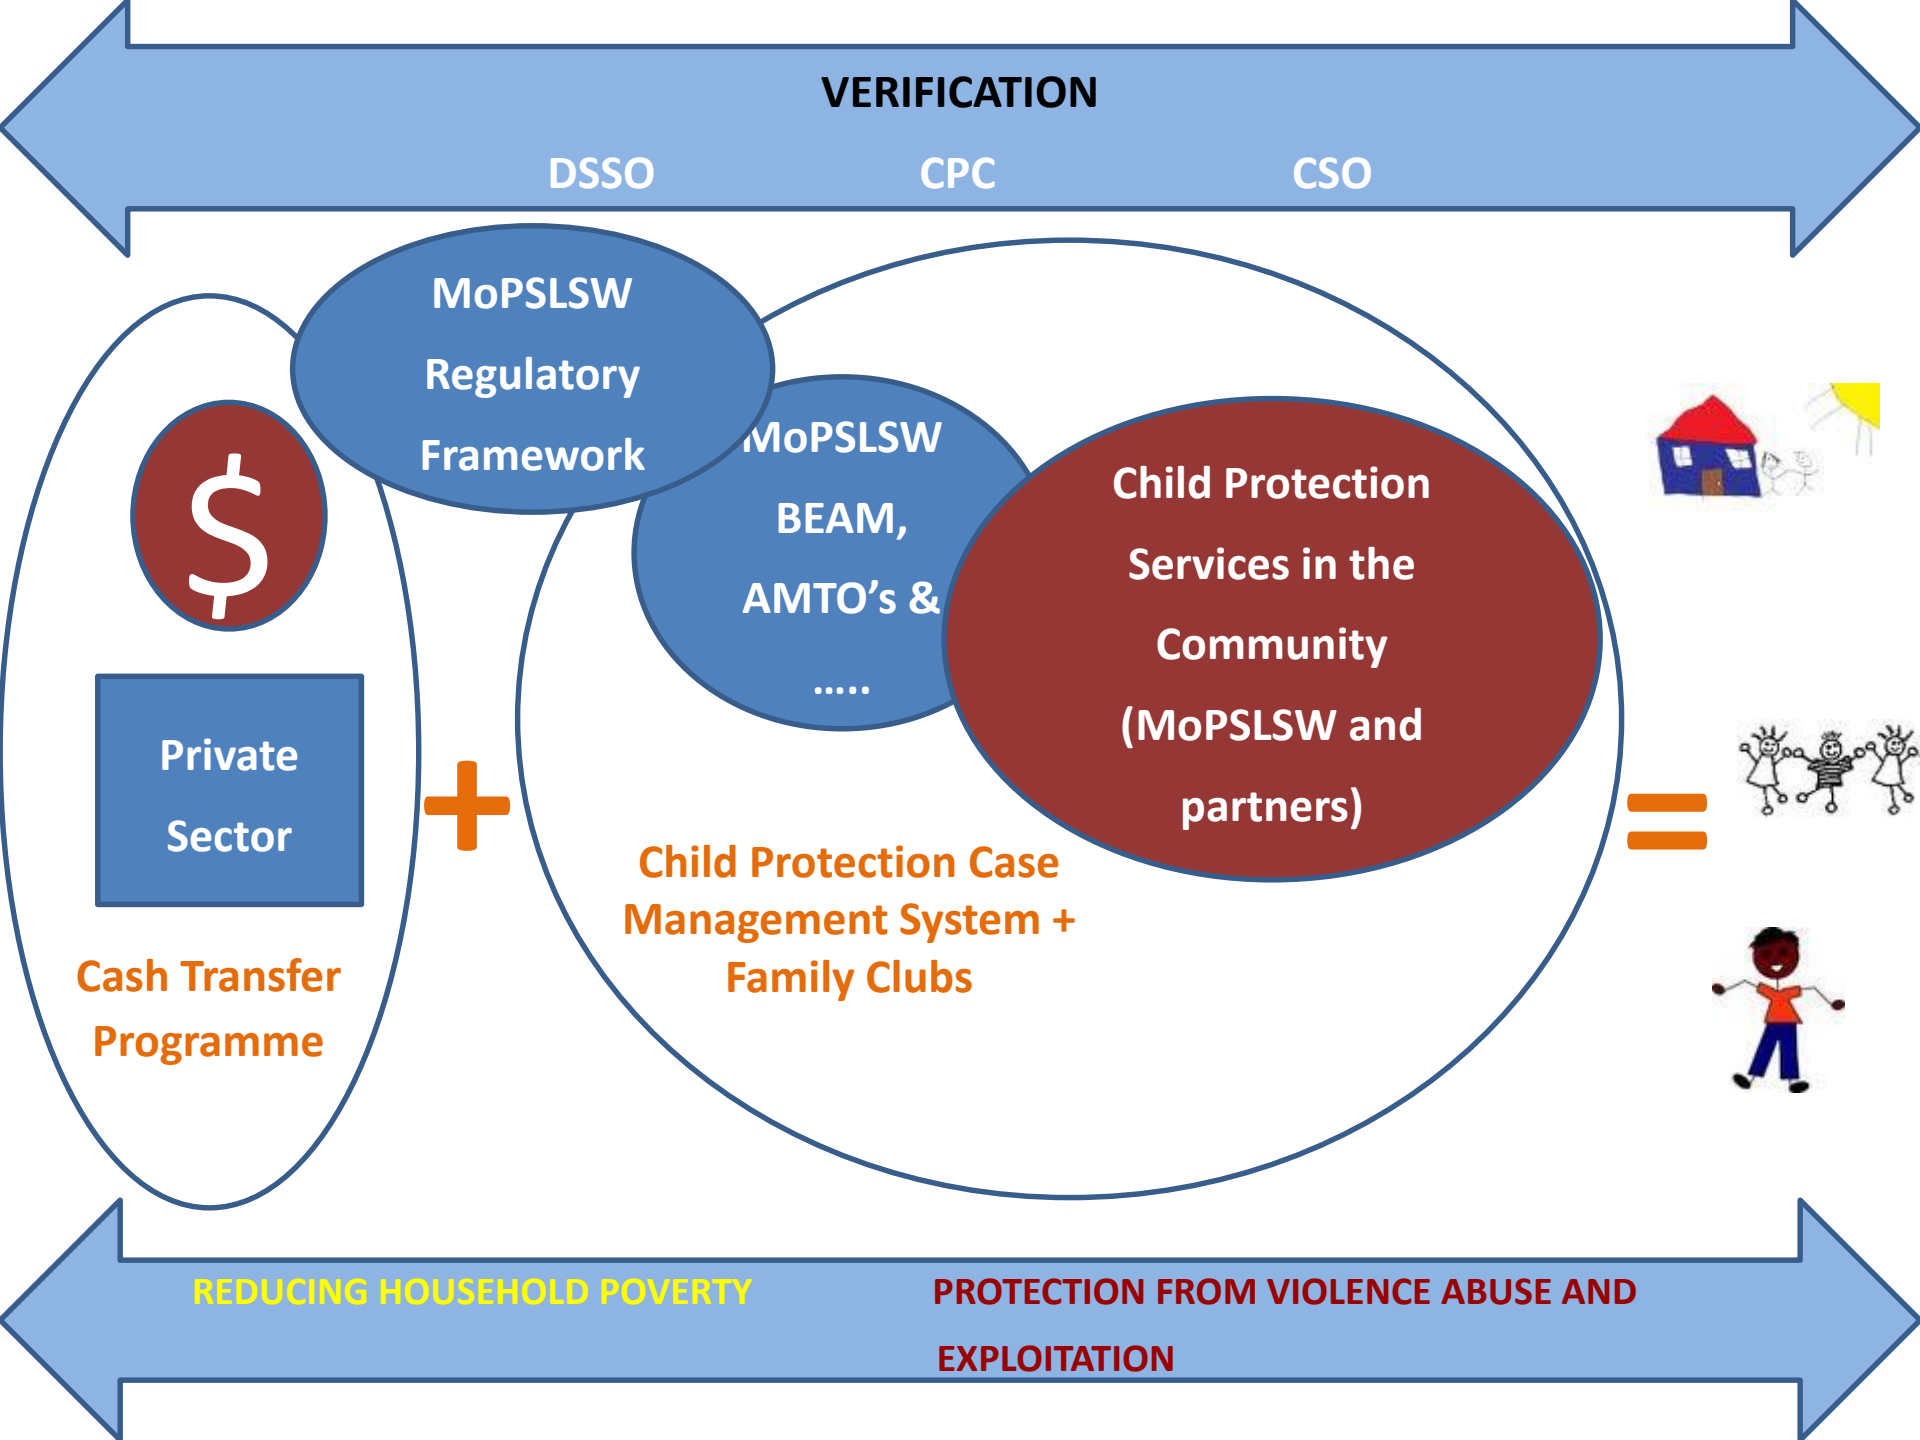 VERIFICATION
DSSO CPC CSO
MoPSLSW
Regulatory
Framework
$
Private
Sector
Cash Transfer
Programme
+
MoPSLSW
BEAM,
AMTO’s &
…..
Child Protection
Services in the
Community
(MoPSLSW and
partners)
Child Protection Case
Management System +
Family Clubs
=
REDUCING HOUSEHOLD POVERTY PROTECTION FROM VIOLENCE ABUSE AND
EXPLOITATION